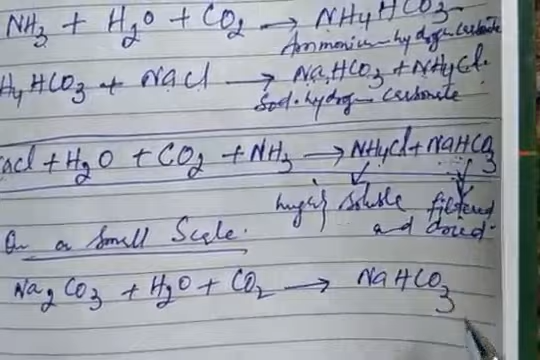 NH3 + H2O + CO2 → NH4HCO3
Ammonium hydrogen carbonate
H4HCO3 + NaCl → NaHCO3 + NH4Cl
Sod. hydrogen carbonate
acl + H2O + CO2 + NH3 → NH4Cl + NaHCO3
soluble filtered
and dried.
On a Small Scale.
Na2CO3 + H2O + CO2 → NaHCO3